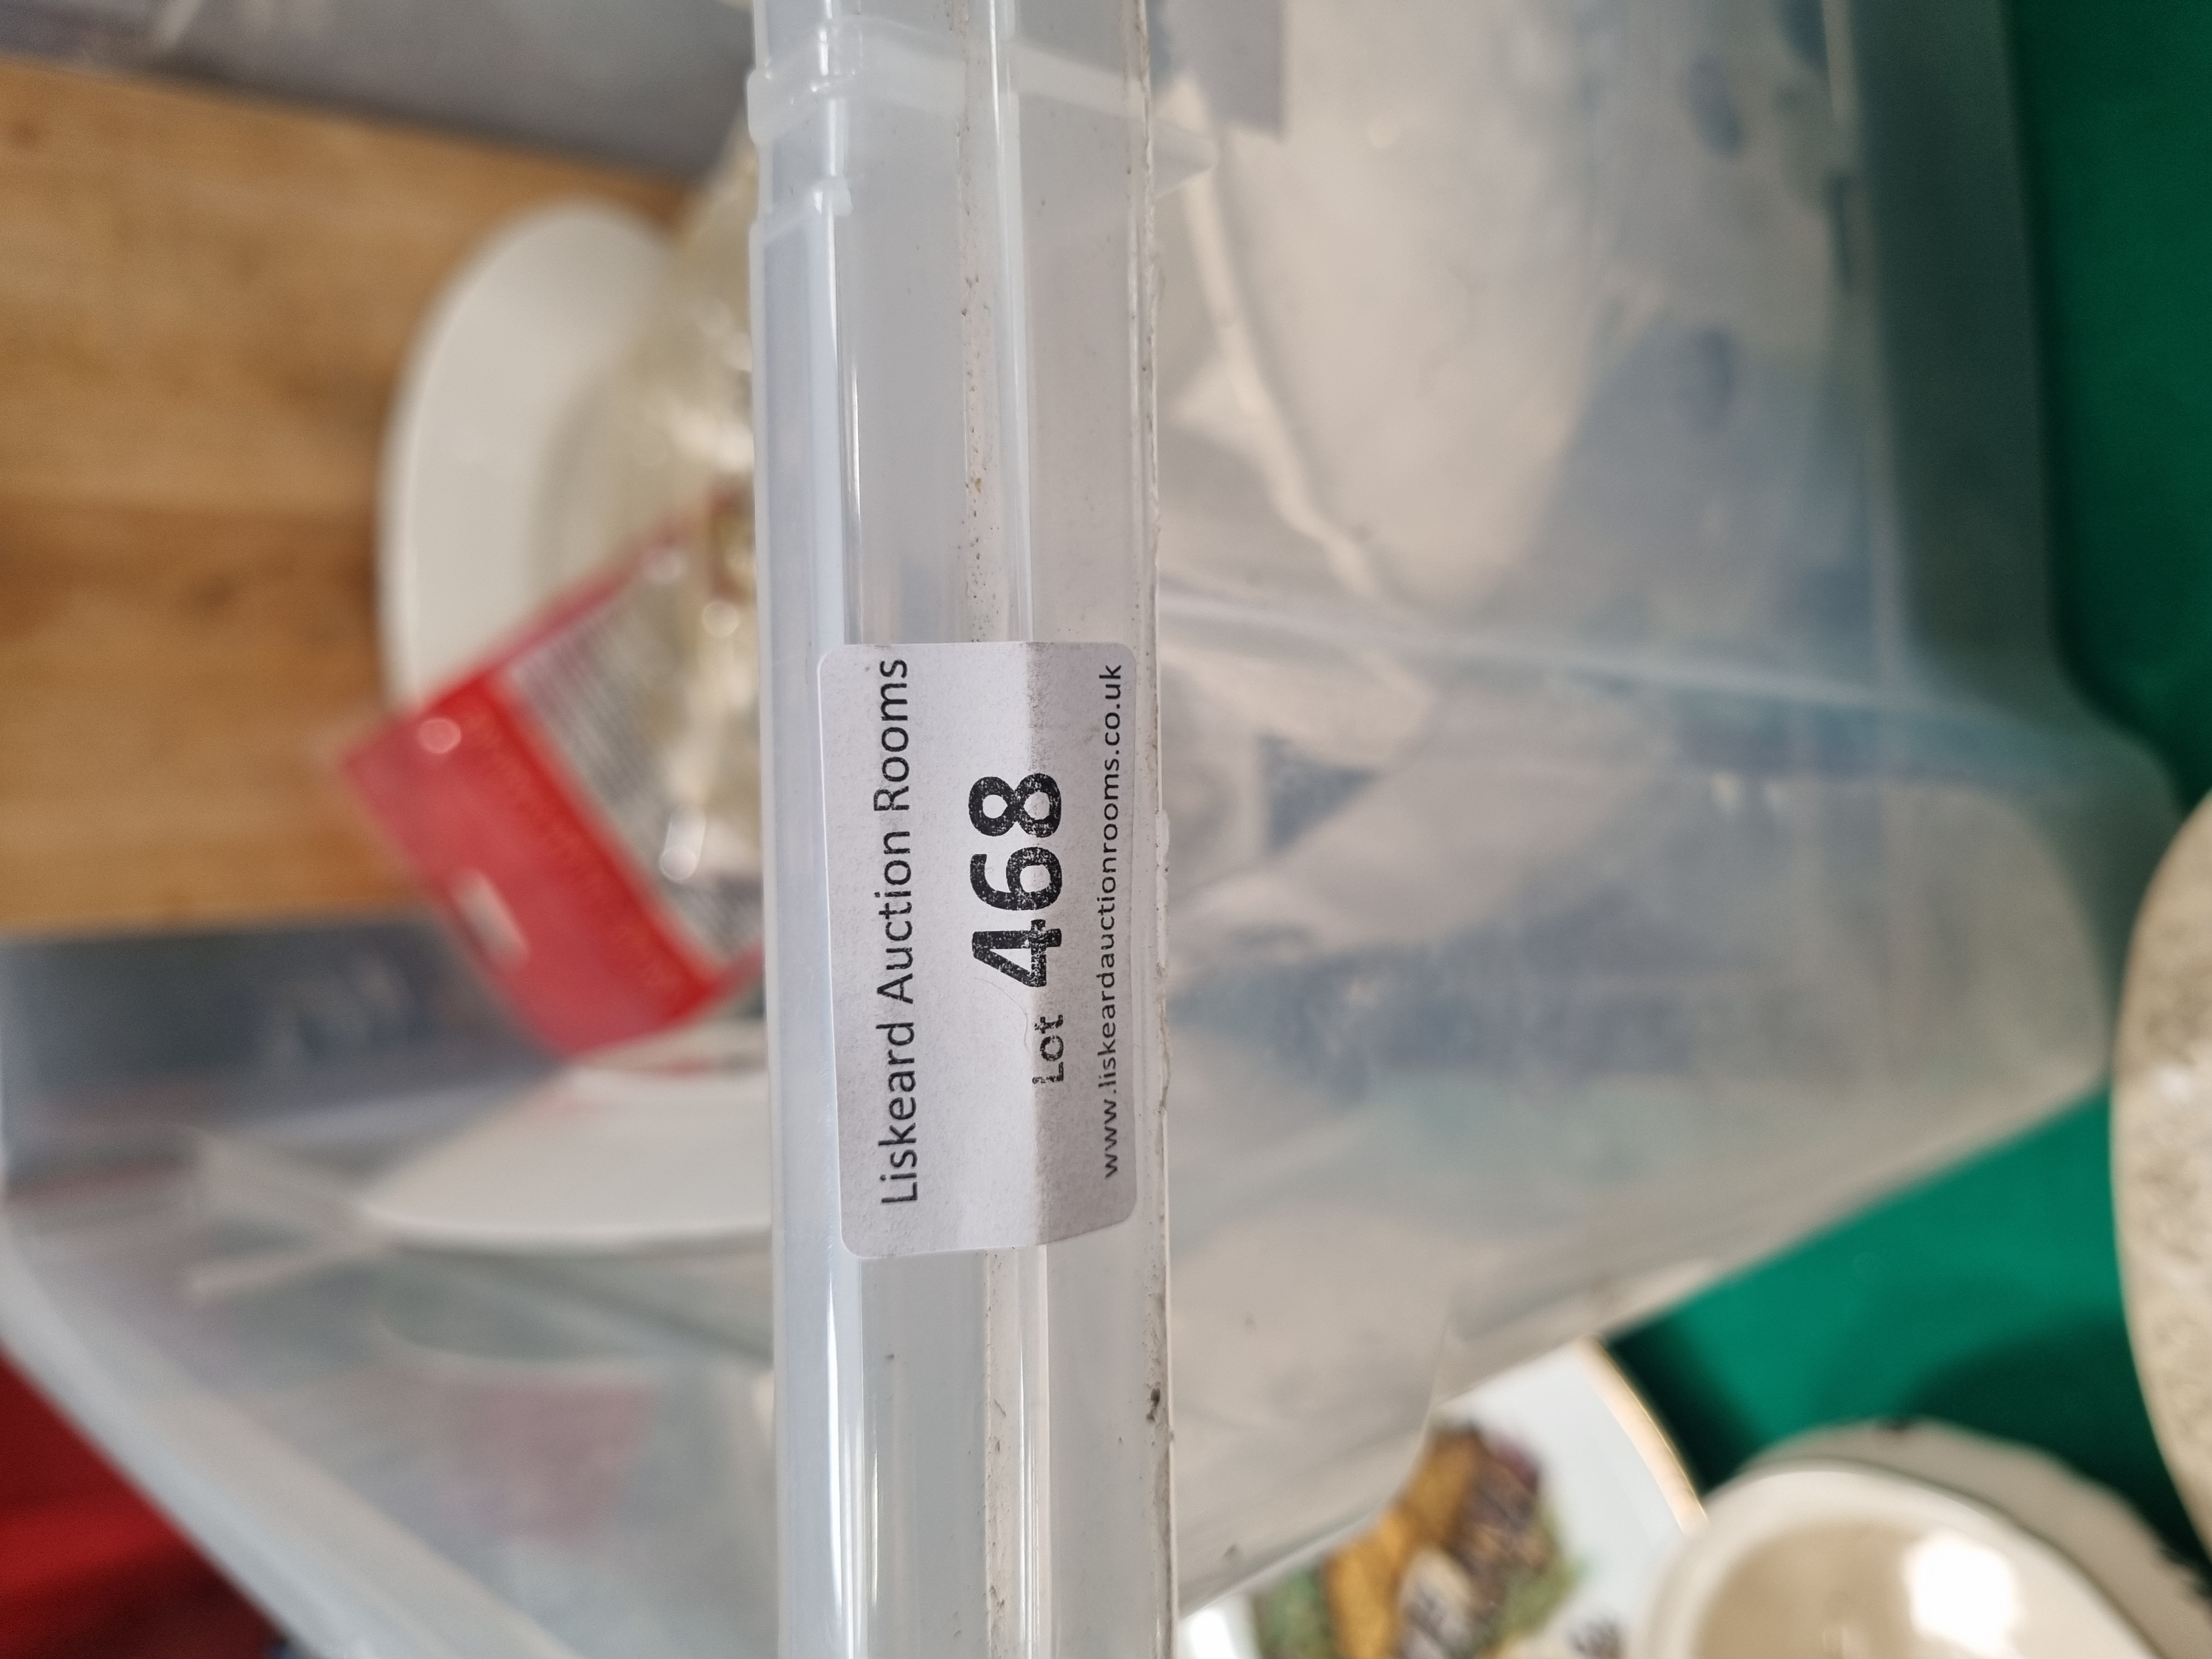 Liskeard Auction Rooms
Lot 468
www.liskeardauctionrooms.co.uk